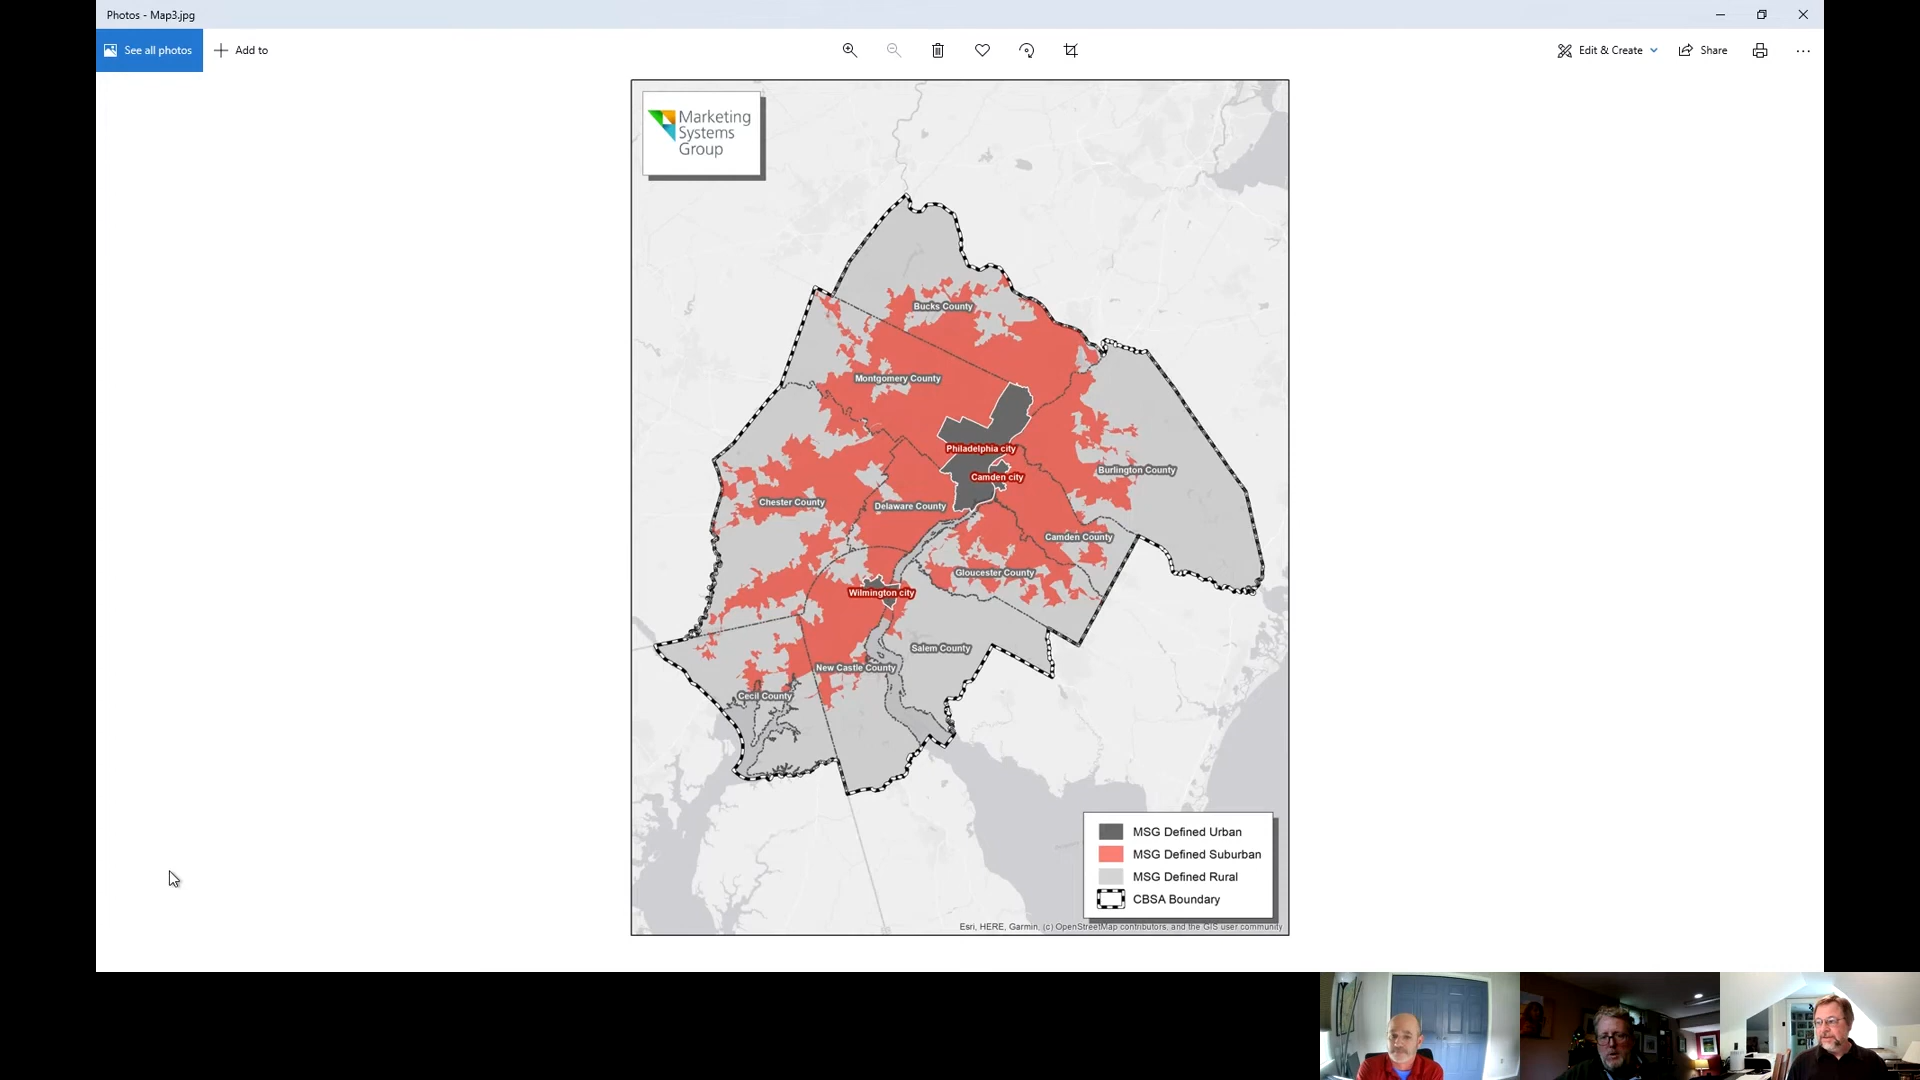 Photos - Map3.jpg
See all photos
Add to
Edit & Create
Share
Marketing
Systems
Group
Bucks County
Montgomery County
Philadelphia city
Burlington County
Camden city
Chester County
Delaware County
Camden County
Gloucester County
Wilmington city
Salem County
New Castle County
Cecil County
MSG Defined Urban
MSG Defined Suburban
MSG Defined Rural
CBSA Boundary
Esri, HERE, Garmin, (c) OpenStreetMap contributors, and the GIS user community